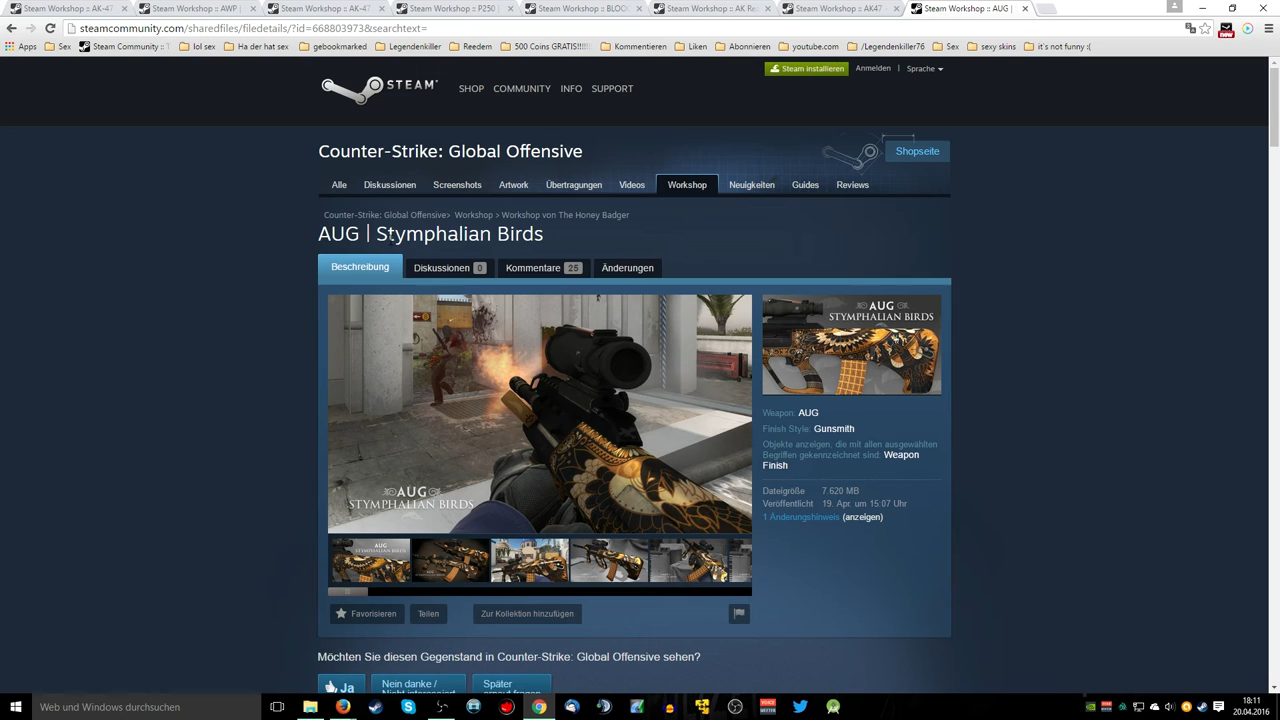 Steam Workshop :: AK-47
Steam Workshop :: AWP
Steam Workshop :: AK-47
Steam Workshop :: P250
Steam Workshop :: BLOO
Steam Workshop :: AK Re
Steam Workshop :: AK47
Steam Workshop :: AUG |
steamcommunity.com/sharedfiles/filedetails/?id=668803973&searchtext=
Apps
Sex
Steam Community :: T
lol sex
Ha der hat sex
gebookmarked
Legendenkiller
Reedem
500 Coins GRATIS!!!
Kommentieren
Liken
Abonnieren
youtube.com
/Legendenkiller76
Sex
sexy skins
it´s not funny :(
Steam installieren
Anmelden | Sprache
STEAM
SHOP COMMUNITY INFO SUPPORT
Counter-Strike: Global Offensive
Shopseite
Alle Diskussionen Screenshots Artwork Übertragungen Videos Workshop Neuigkeiten Guides Reviews
Counter-Strike: Global Offensive> Workshop > Workshop von The Honey Badger
AUG | Stymphalian Birds
Beschreibung Diskussionen 0 Kommentare 25 Änderungen
AUG
STYMPHALIAN BIRDS
AUG
STYMPHALIAN BIRDS
Weapon: AUG
Finish Style: Gunsmith
Objekte anzeigen, die mit allen ausgewählten
Begriffen gekennzeichnet sind: Weapon
Finish
Dateigröße 7.620 MB
Veröffentlicht 19. Apr. um 15:07 Uhr
1 Änderungshinweis (anzeigen)
AUG
STYMPHALIAN BIRDS
Favorisieren Teilen Zur Kollektion hinzufügen
Möchten Sie diesen Gegenstand in Counter-Strike: Global Offensive sehen?
Ja
Nein danke /
Nicht interessiert
Später
erneut fragen
Web und Windows durchsuchen
18:11
20.04.2016